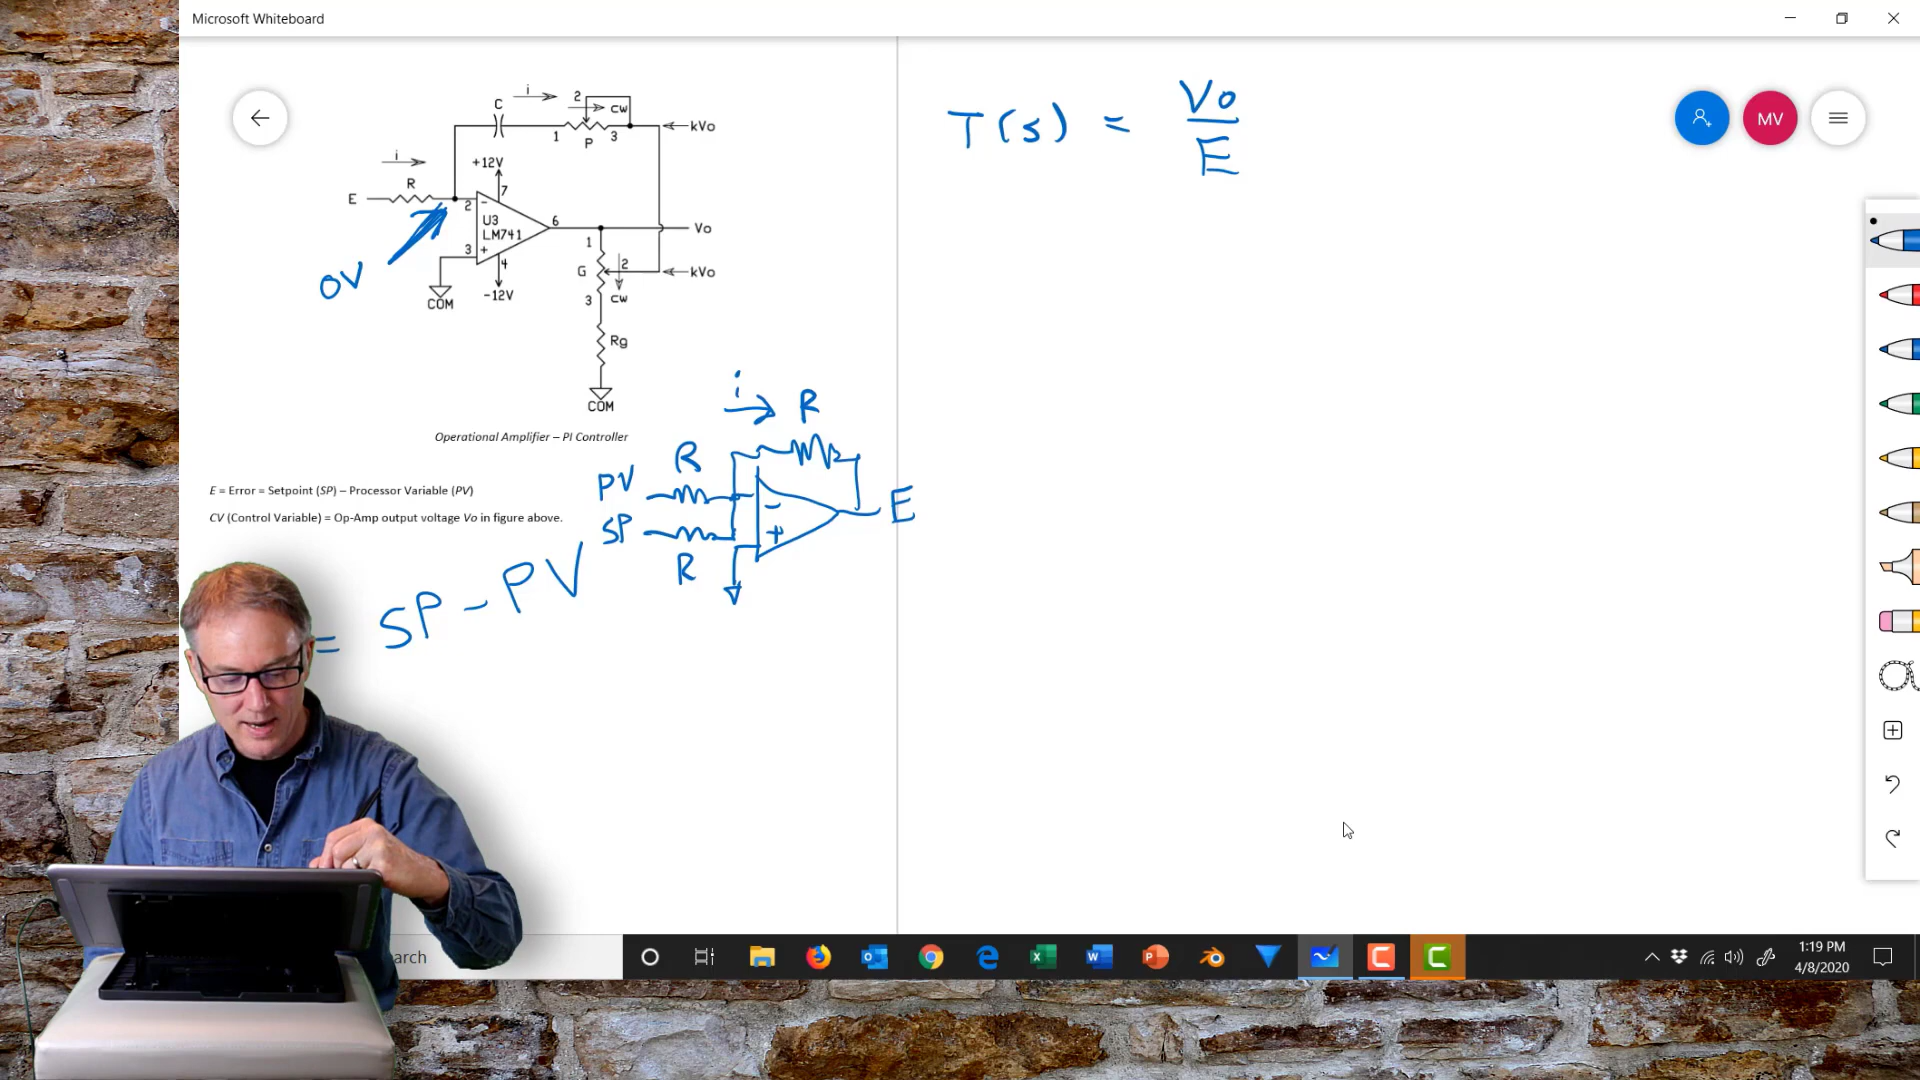 Microsoft Whiteboard
T(s) = Vo
E
MV
C
i
2
CW
1
P
3
kVo
i
R
+12V
7
E
2
-
U3
LM741
6
Vo
3
+
4
1
G
2
kVo
3
CW
COM
-12V
0V
Rg
COM
Operational Amplifier – PI Controller
i
R
R
PV
SP
R
-
+
E
E = Error = Setpoint (SP) – Processor Variable (PV)
CV (Control Variable) = Op-Amp output voltage Vo in figure above.
= SP - PV
arch
1:19 PM
4/8/2020